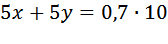 5x + 5y = 0,7 · 10